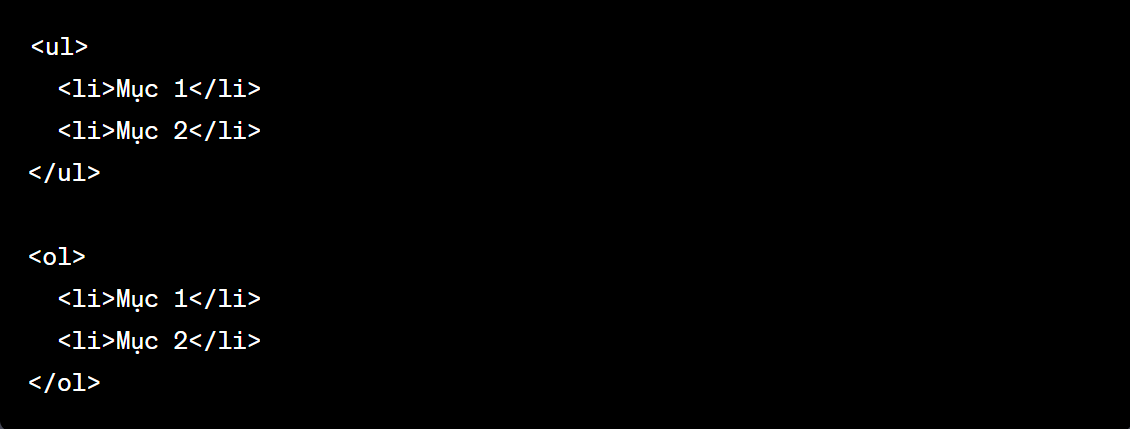 <ul>
  <li>Mục 1</li>
  <li>Mục 2</li>
</ul>

<ol>
  <li>Mục 1</li>
  <li>Mục 2</li>
</ol>